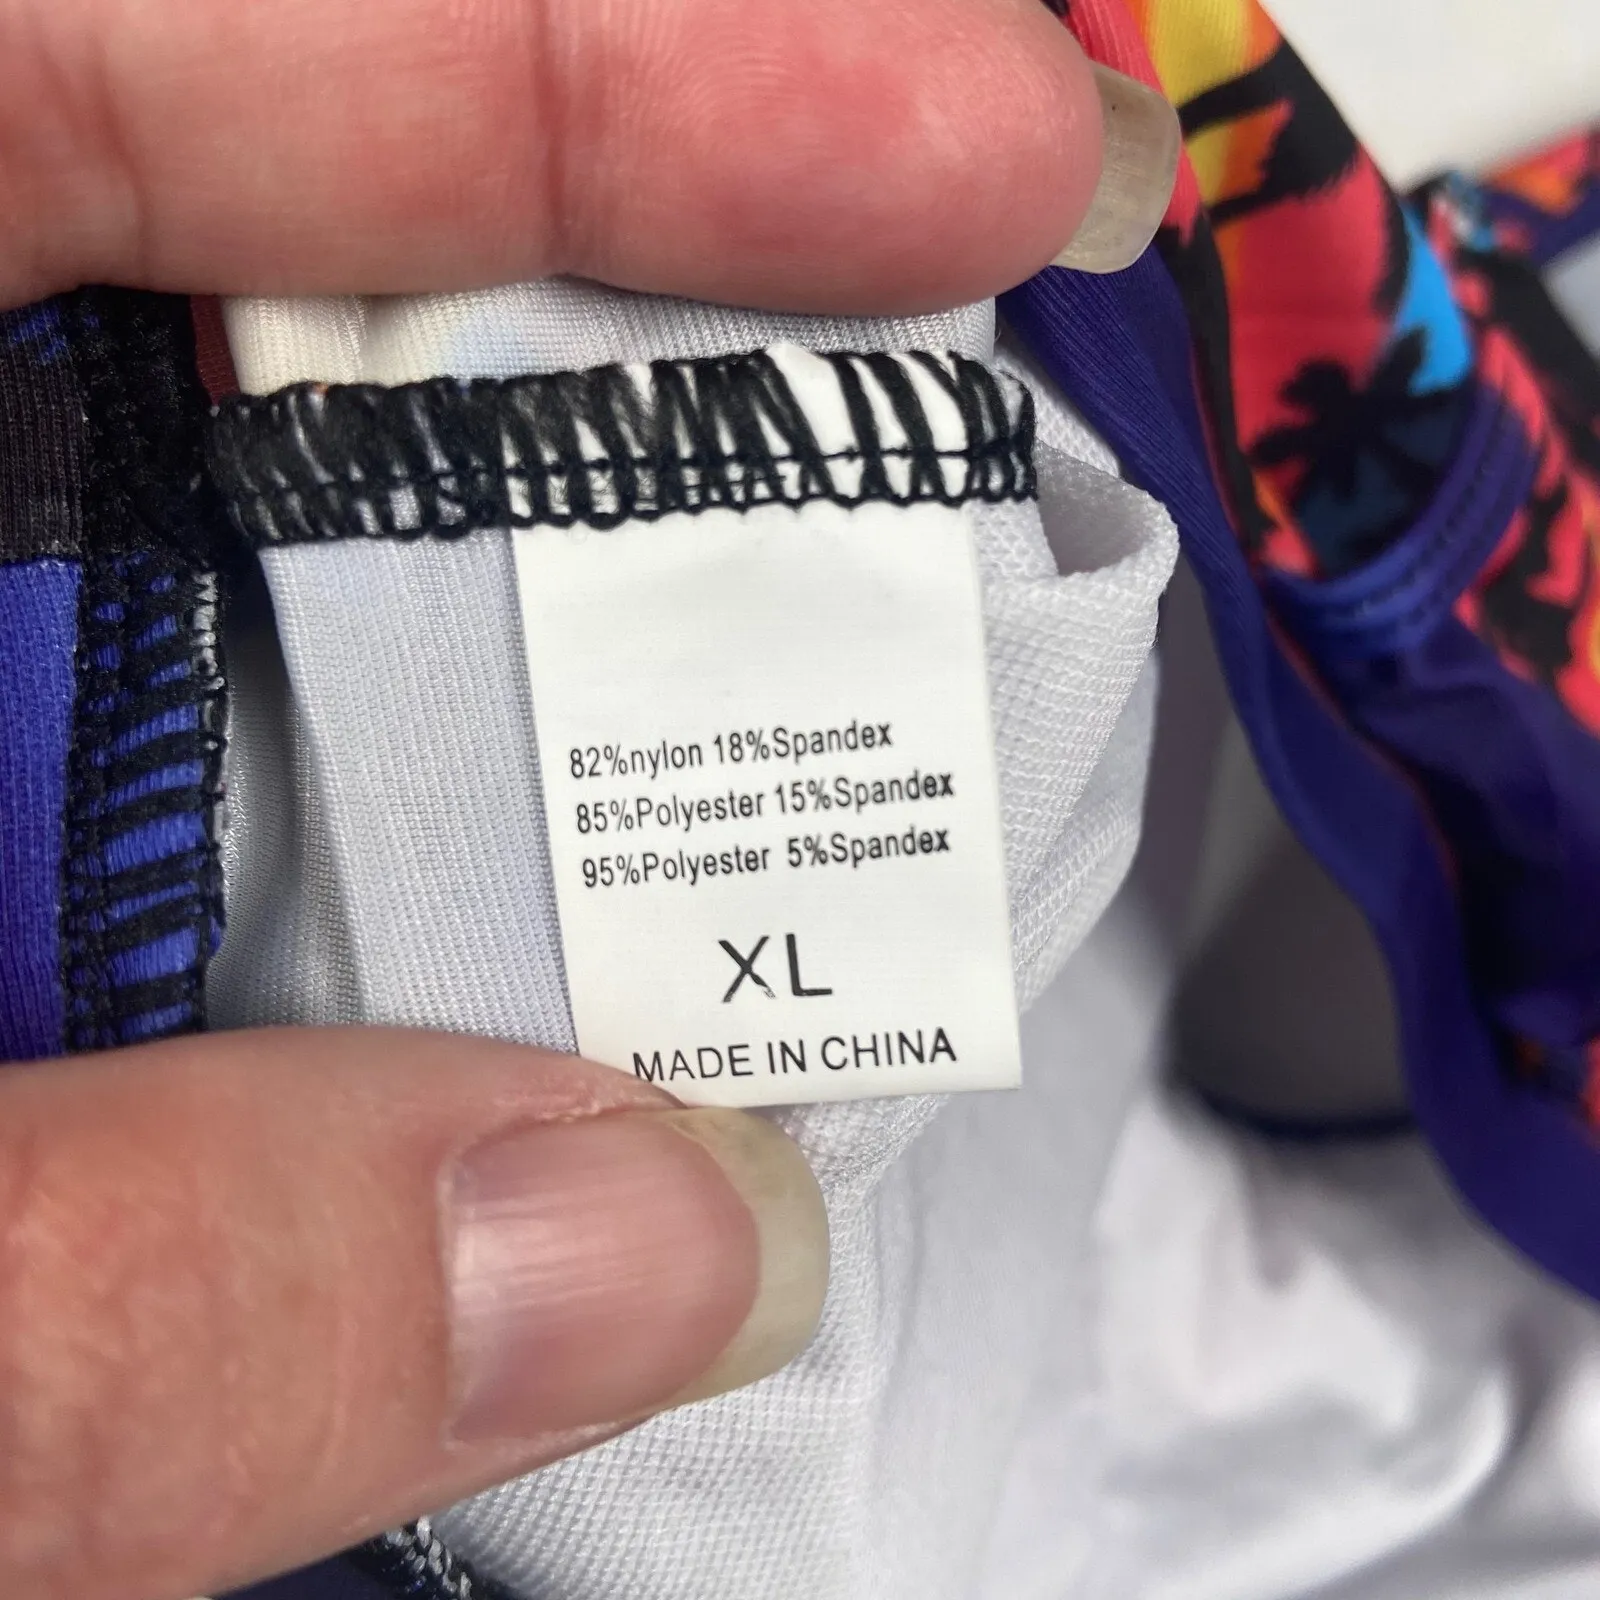 82%nylon 18%Spandex
85%Polyester 15%Spandex
95%Polyester 5%Spandex
XL
MADE IN CHINA